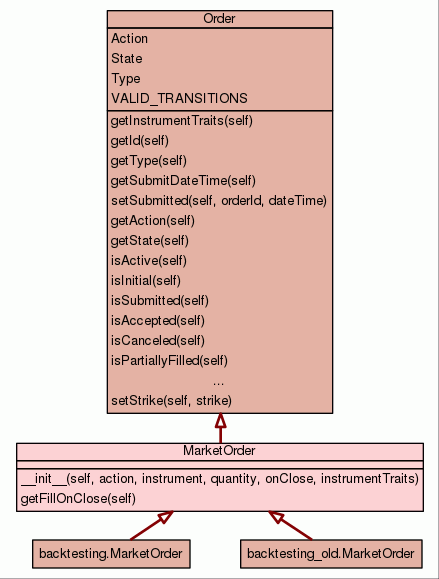 Order
Action
State
Type
VALID_TRANSITIONS
getInstrumentTraits(self)
getId(self)
getType(self)
getSubmitDateTime(self)
setSubmitted(self, orderId, dateTime)
getAction(self)
getState(self)
isActive(self)
isInitial(self)
isSubmitted(self)
isAccepted(self)
isCanceled(self)
isPartiallyFilled(self)
...
setStrike(self, strike)
MarketOrder
__init__(self, action, instrument, quantity, onClose, instrumentTraits)
getFillOnClose(self)
backtesting.MarketOrder
backtesting_old.MarketOrder